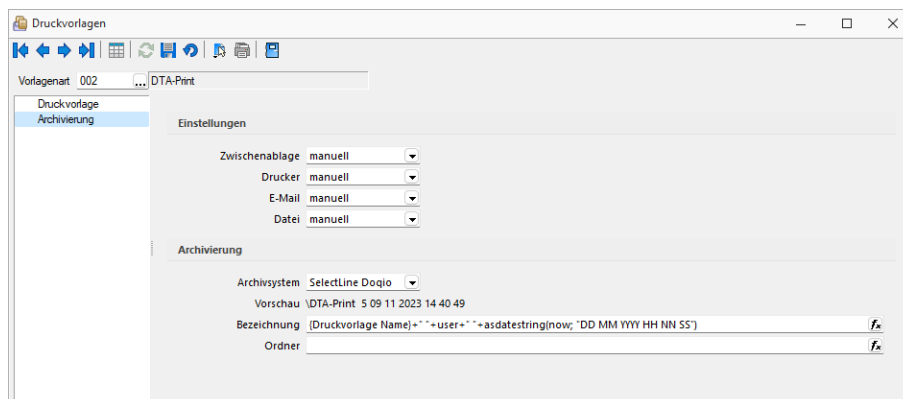 Druckvorlagen
Vorlagenart 002 ... DTA-Print
Druckvorlage
Archivierung
Einstellungen
Zwischenablage manuell
Drucker manuell
E-Mail manuell
Datei manuell
Archivierung
Archivsystem SelectLine Doqio
Vorschau \DTA-Print 5 09 11 2023 14 40 49
Bezeichnung {Druckvorlage Name}+" "+user+" "+asdatestring(now; "DD MM YYYY HH NN SS") fx
Ordner fx